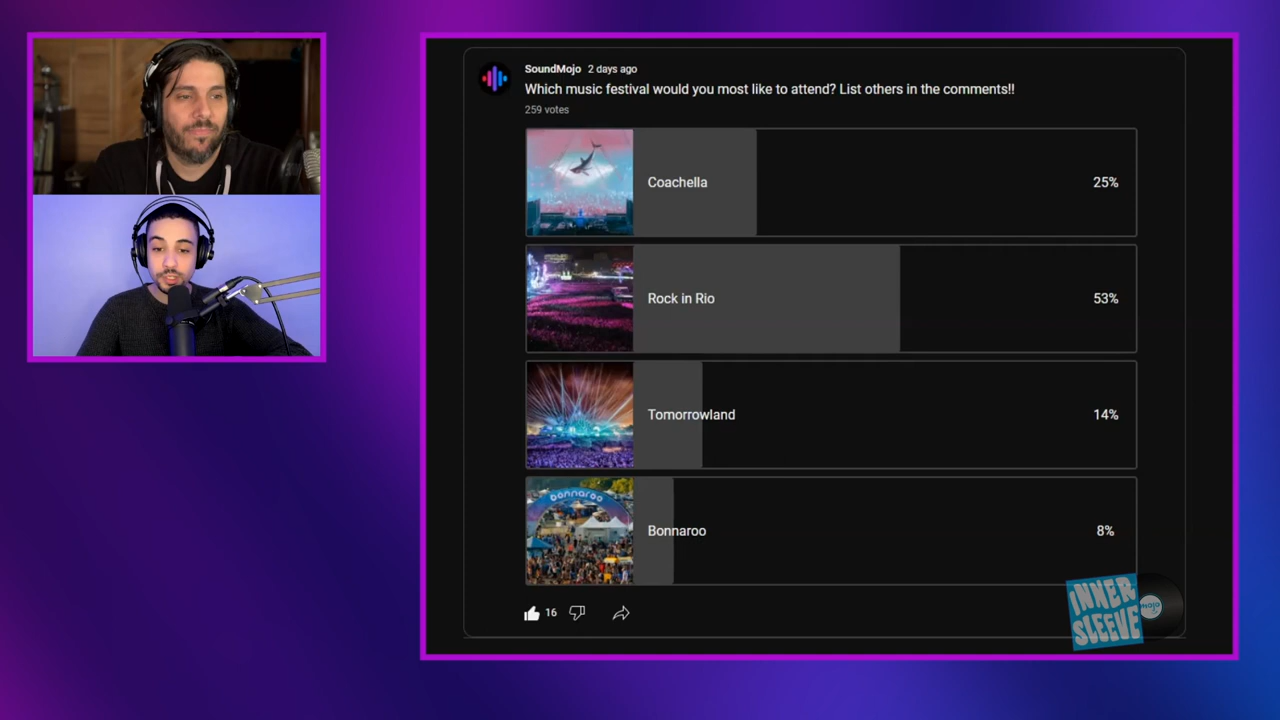 SoundMojo 2 days ago
Which music festival would you most like to attend? List others in the comments!!
259 votes
Coachella 25%
Rock in Rio 53%
Tomorrowland 14%
bonnaroo
Bonnaroo 8%
16
INNER
SLEEVE
mojo